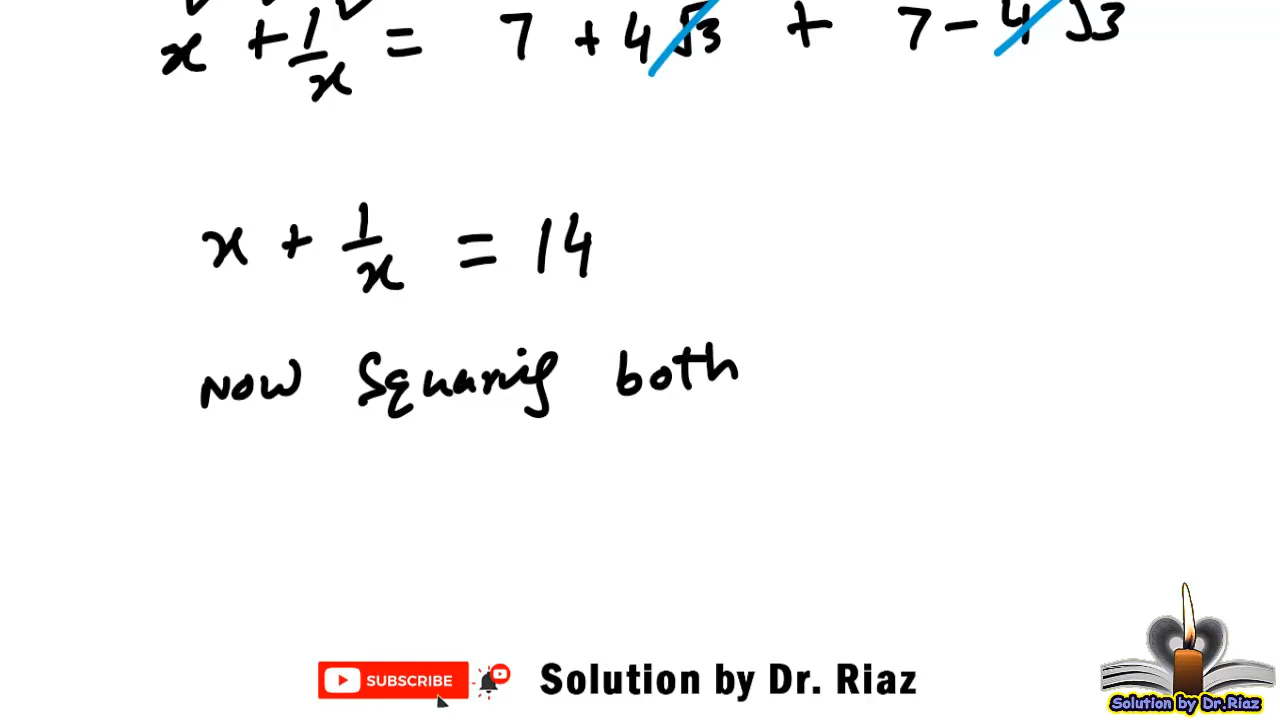 x + 1/x = 7 + 4√3 + 7 - 4√3
x + 1/x = 14
Now Squaring both
SUBSCRIBE
Solution by Dr. Riaz
Solution by Dr.Riaz